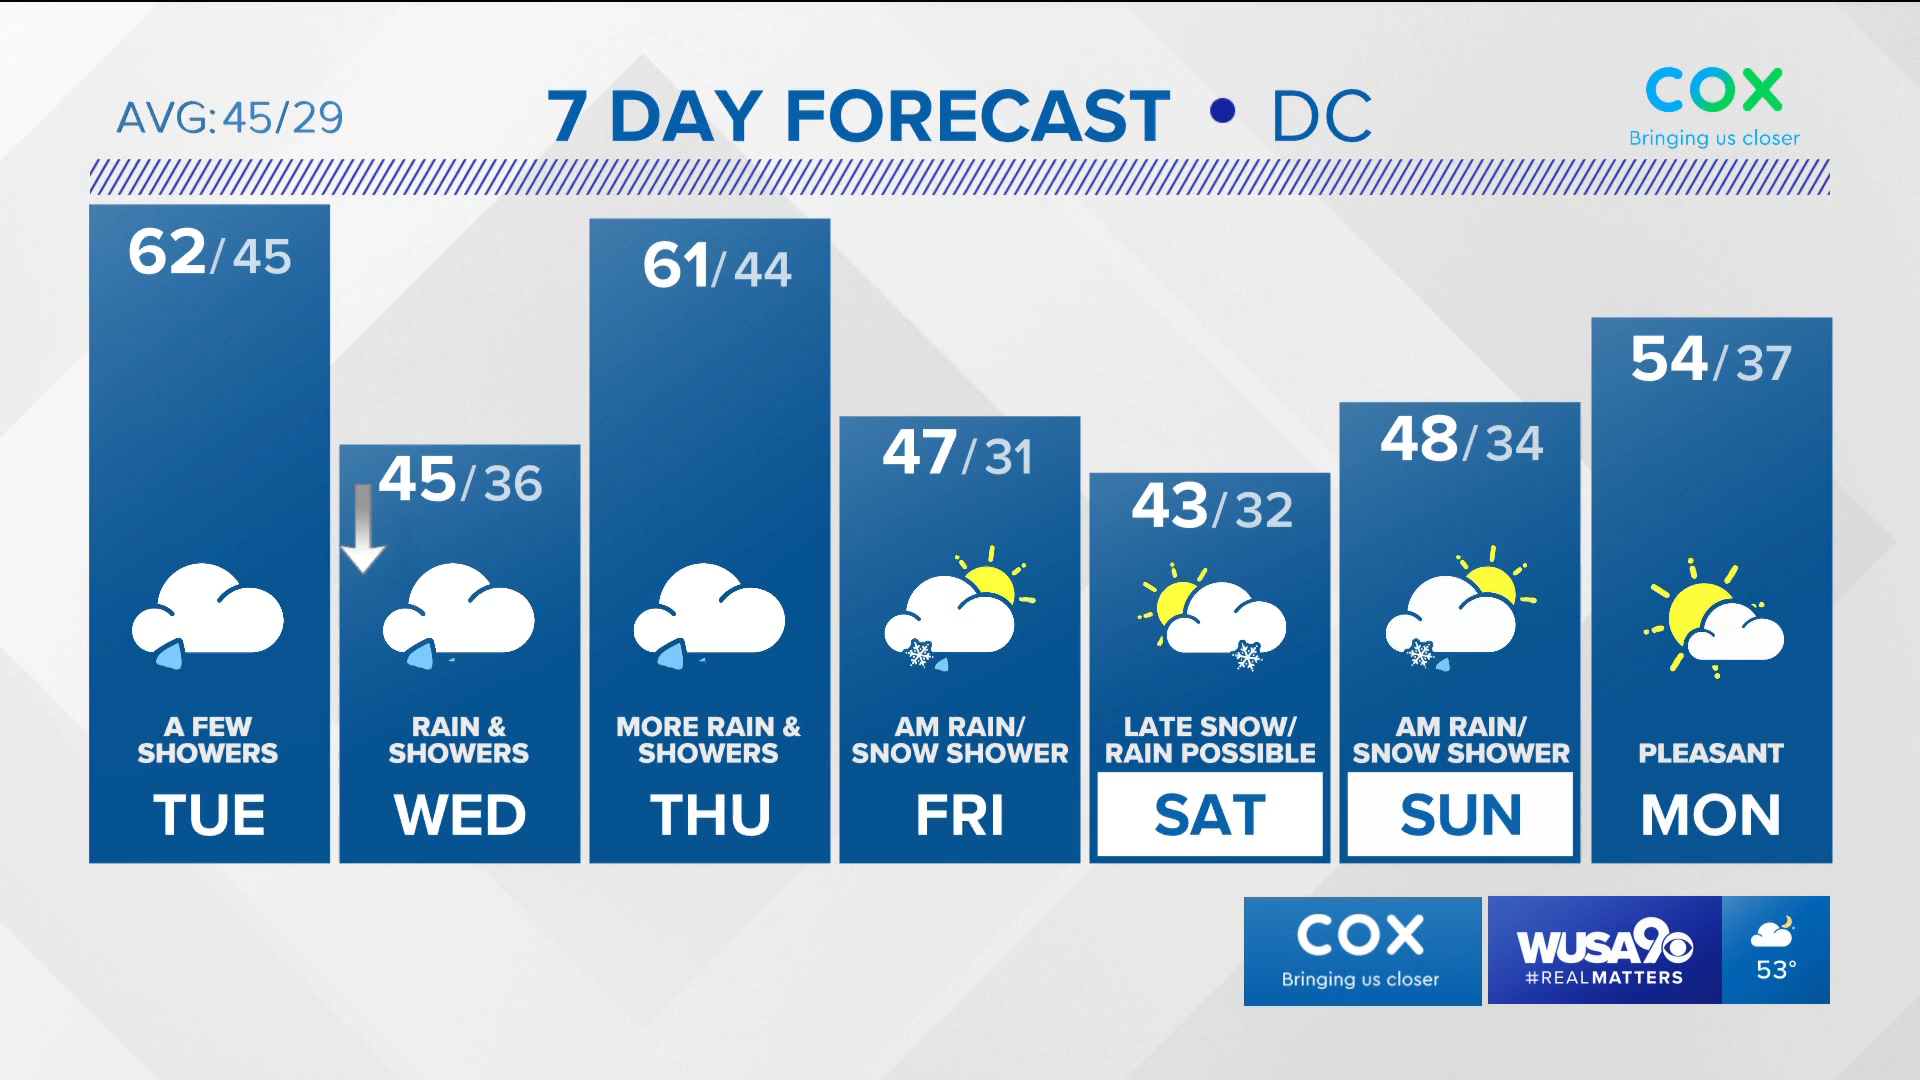 AVG: 45/29
7 DAY FORECAST • DC
COX
Bringing us closer
62/45
A FEW
SHOWERS
TUE
45/36
RAIN &
SHOWERS
WED
61/44
MORE RAIN &
SHOWERS
THU
47/31
AM RAIN/
SNOW SHOWER
FRI
43/32
LATE SNOW/
RAIN POSSIBLE
SAT
48/34
AM RAIN/
SNOW SHOWER
SUN
54/37
PLEASANT
MON
COX
Bringing us closer
WUSA9
#REALMATTERS
53°